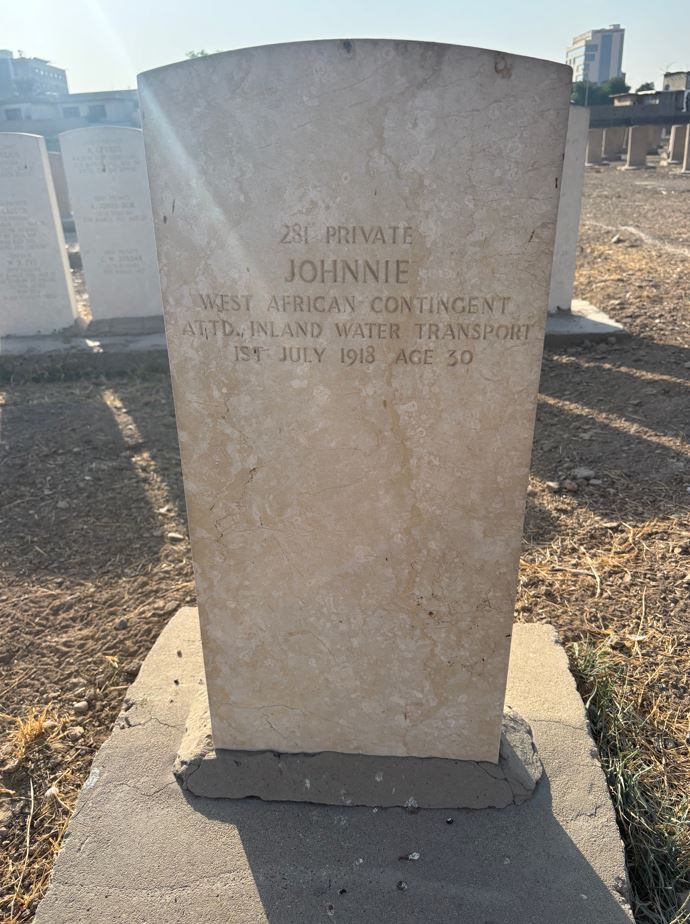 281 PRIVATE
JOHNNIE
WEST AFRICAN CONTINGENT
ATTD. INLAND WATER TRANSPORT
1ST JULY 1918 AGE 30